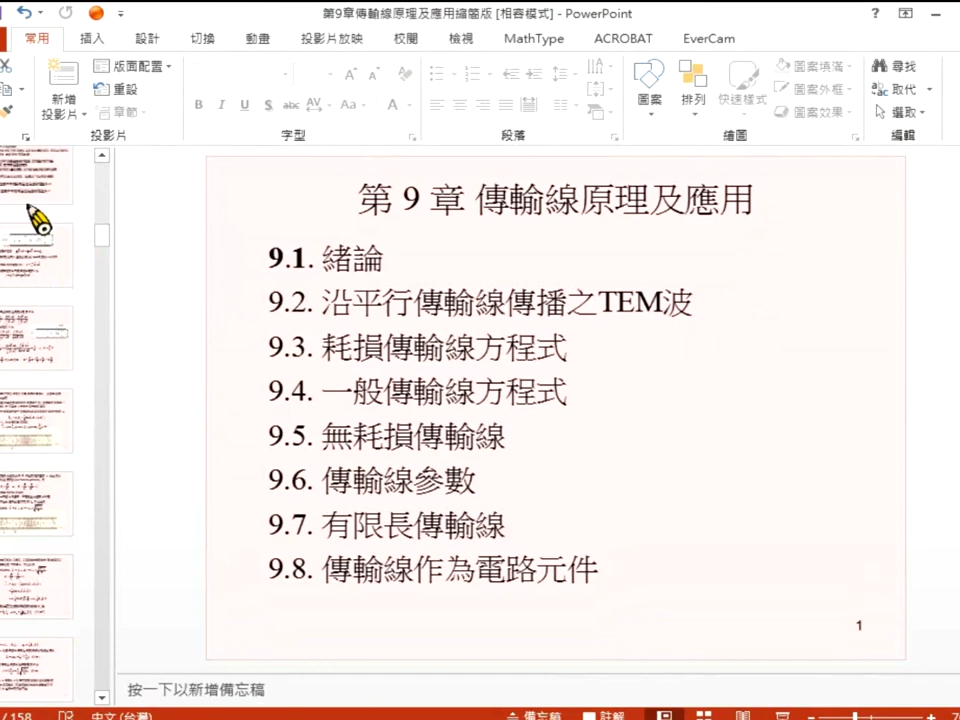 第9章傳輸線原理及應用縮簡版 [相容模式] - PowerPoint
?
常用 插入 設計 切換 動畫 投影片放映 校閱 檢視 MathType ACROBAT EverCam
新增
投影片
版面配置
重設
章節
投影片
B I U S abc AV Aa A
字型
段落
圖案
排列
快速樣式
圖案填滿
圖案外框
圖案效果
繪圖
尋找
取代
選取
編輯
第 9 章 傳輸線原理及應用
9.1. 緒論
9.2. 沿平行傳輸線傳播之TEM波
9.3. 耗損傳輸線方程式
9.4. 一般傳輸線方程式
9.5. 無耗損傳輸線
9.6. 傳輸線參數
9.7. 有限長傳輸線
9.8. 傳輸線作為電路元件
1
按一下以新增備忘稿
/ 158 中文 (台灣) 備忘稿 註解